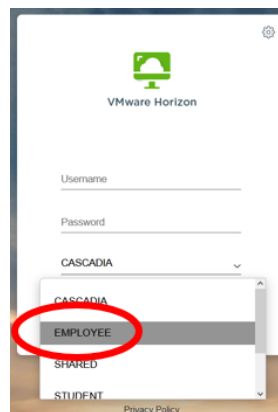 VMware Horizon
Username
Password
CASCADIA
CASCADIA
EMPLOYEE
SHARED
STUDENT
Privacy Policy